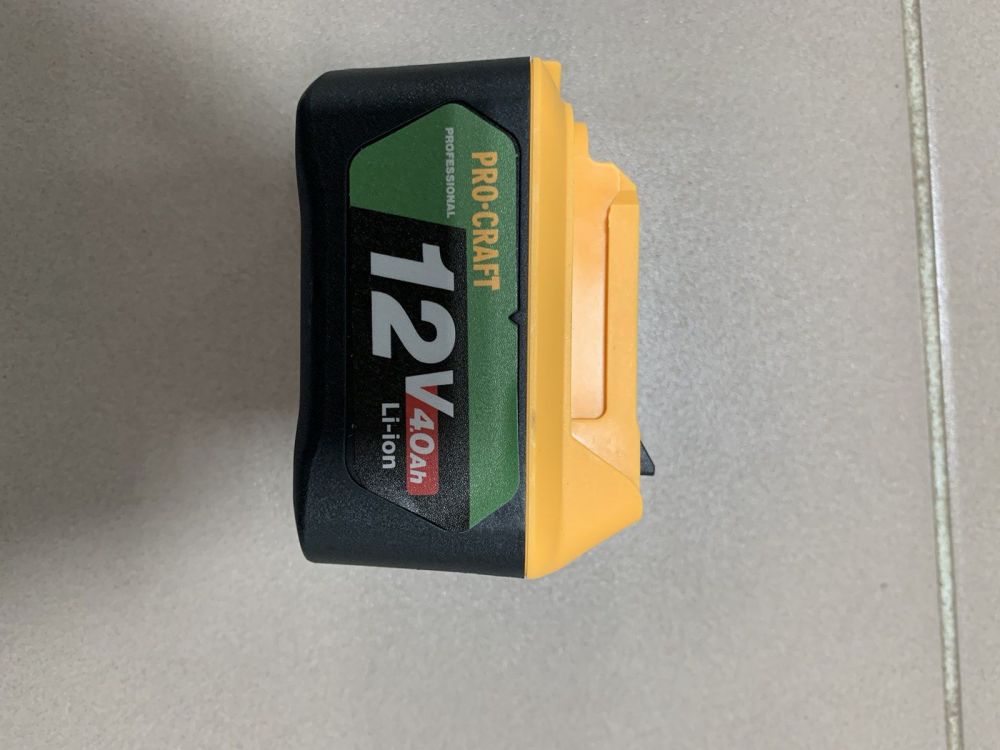 PRO·CRAFT
PROFESSIONAL
12V 4.0Ah
Li-ion